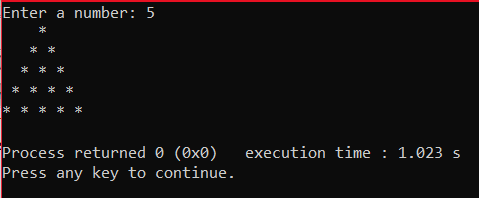 Enter a number: 5
    *
   * *
  * * *
 * * * *
* * * * *

Process returned 0 (0x0)   execution time : 1.023 s
Press any key to continue.